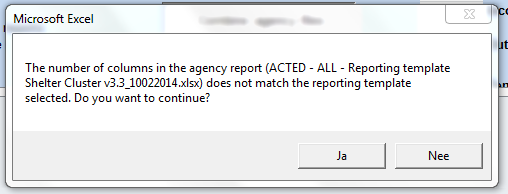 Microsoft Excel
The number of columns in the agency report (ACTED - ALL - Reporting template
Shelter Cluster v3.3_10022014.xlsx) does not match the reporting template
selected. Do you want to continue?
Ja
Nee